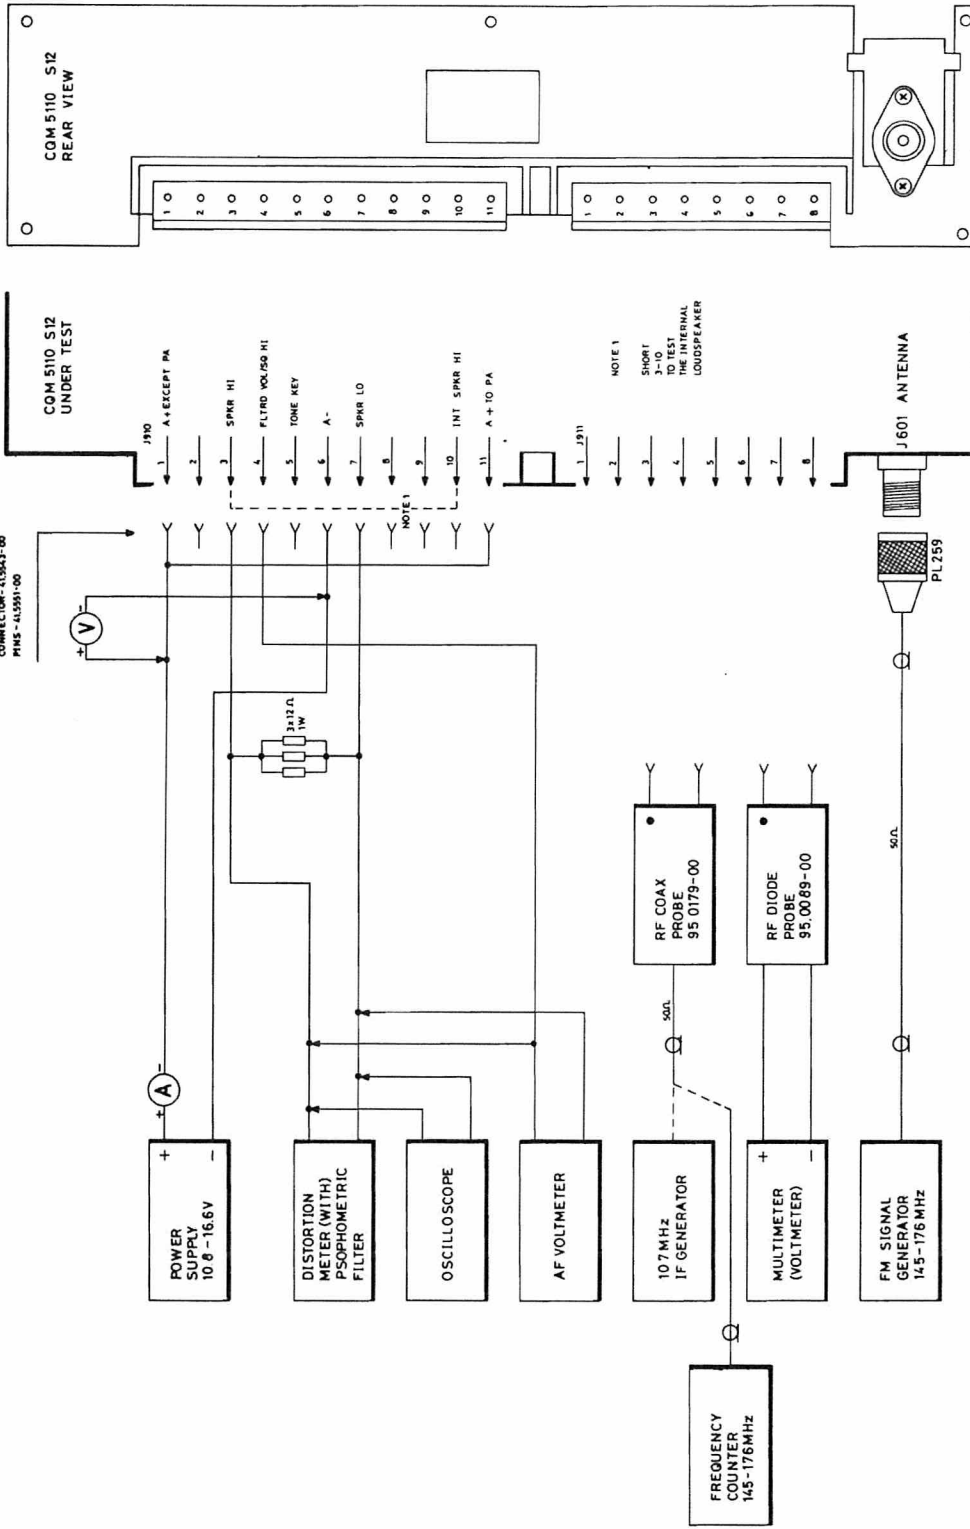 CQM 5110 S12
REAR VIEW
1
2
3
4
5
6
7
8
9
10
11
1
2
3
4
5
6
7
8
CQM 5110 S12
UNDER TEST
J910
1 A+ EXCEPT PA
2
3 SPKR HI
4 FLTRD VOL/SQ HI
5 TONE KEY
6 A-
7 SPKR LO
8
9
10 INT SPKR HI
11 A + TO PA
NOTE 1
J911
1
2
3
4
5
6
7
8
NOTE 1
SHORT
3-10
TO TEST
THE INTERNAL
LOUDSPEAKER
J601 ANTENNA
PL259
PINS - 41.5551-00
+ V -
3x12 Ω
1W
+ A -
50Ω
50Ω
RF COAX
PROBE
95 0179-00
RF DIODE
PROBE
95.0089-00
POWER
SUPPLY
10.8 - 16.6V
+
-
DISTORTION
METER (WITH)
PSOPHOMETRIC
FILTER
OSCILLOSCOPE
AF VOLTMETER
10 7 MHz
IF GENERATOR
MULTIMETER
(VOLTMETER)
+
-
FM SIGNAL
GENERATOR
145-176 MHz
FREQUENCY
COUNTER
145-176MHz